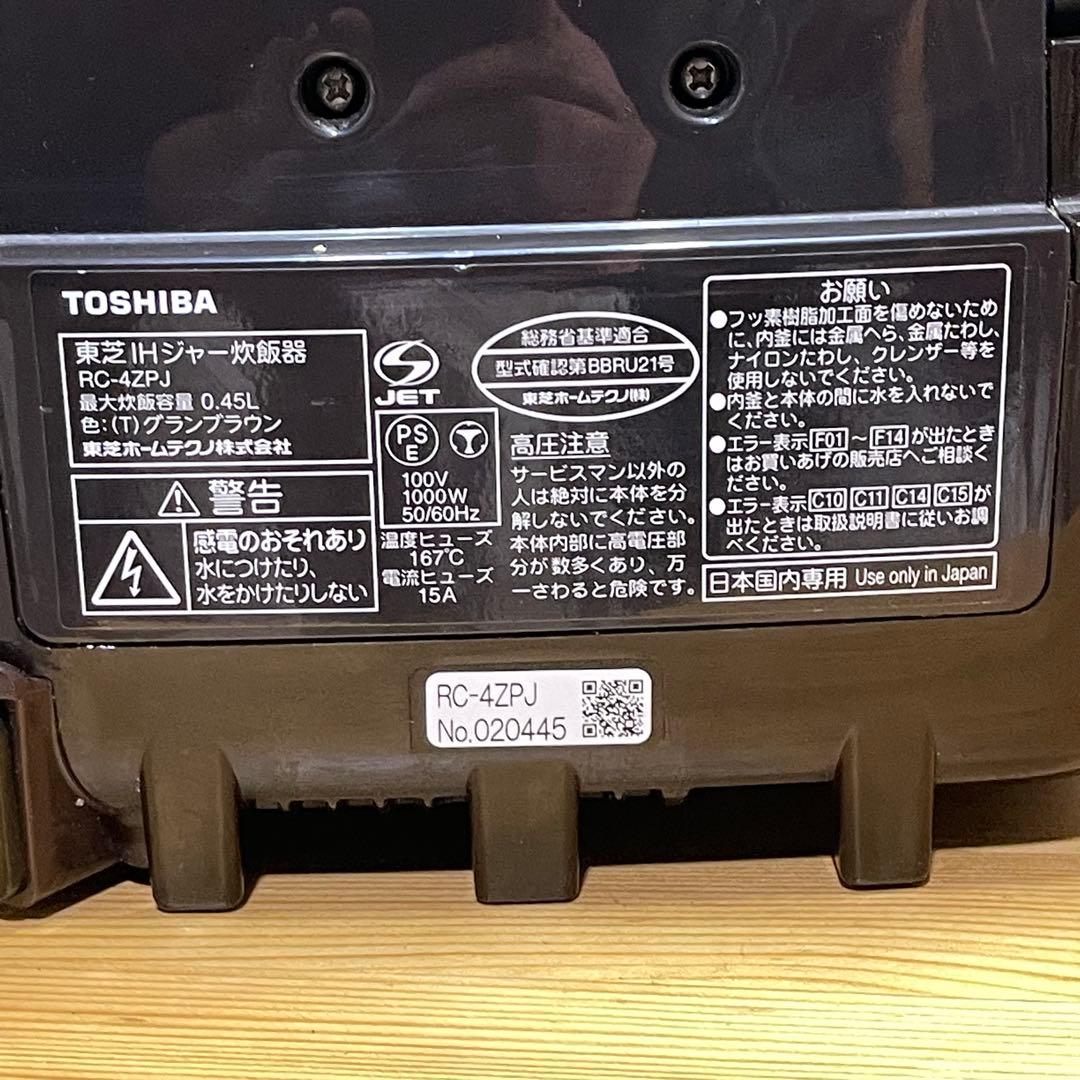 TOSHIBA
東芝IHジャー炊飯器
RC-4ZPJ
最大炊飯容量 0.45L
色:(T)グランブラウン
東芝ホームテクノ株式会社
警告
感電のおそれあり
水につけたり、
水をかけたりしない
JET
PS
E
100V
1000W
50/60Hz
温度ヒューズ
167℃
電流ヒューズ
15A
総務省基準適合
型式確認第BBRU21号
東芝ホームテクノ(株)
高圧注意
サービスマン以外の
人は絶対に本体を分
解しないでください。
本体内部に高電圧部
分が数多くあり、万
一さわると危険です。
お願い
●フッ素樹脂加工面を傷めないため
に、内釜には金属へら、金属たわし、
ナイロンたわし、クレンザー等を
使用しないでください。
●内釜と本体の間に水を入れないで
ください。
●エラー表示F01～F14が出たとき
はお買いあげの販売店へご相談く
ださい。
●エラー表示C10 C11 C14 C15が
出たときは取扱説明書に従いお調
べください。
日本国内専用 Use only in Japan
RC-4ZPJ
No.020445